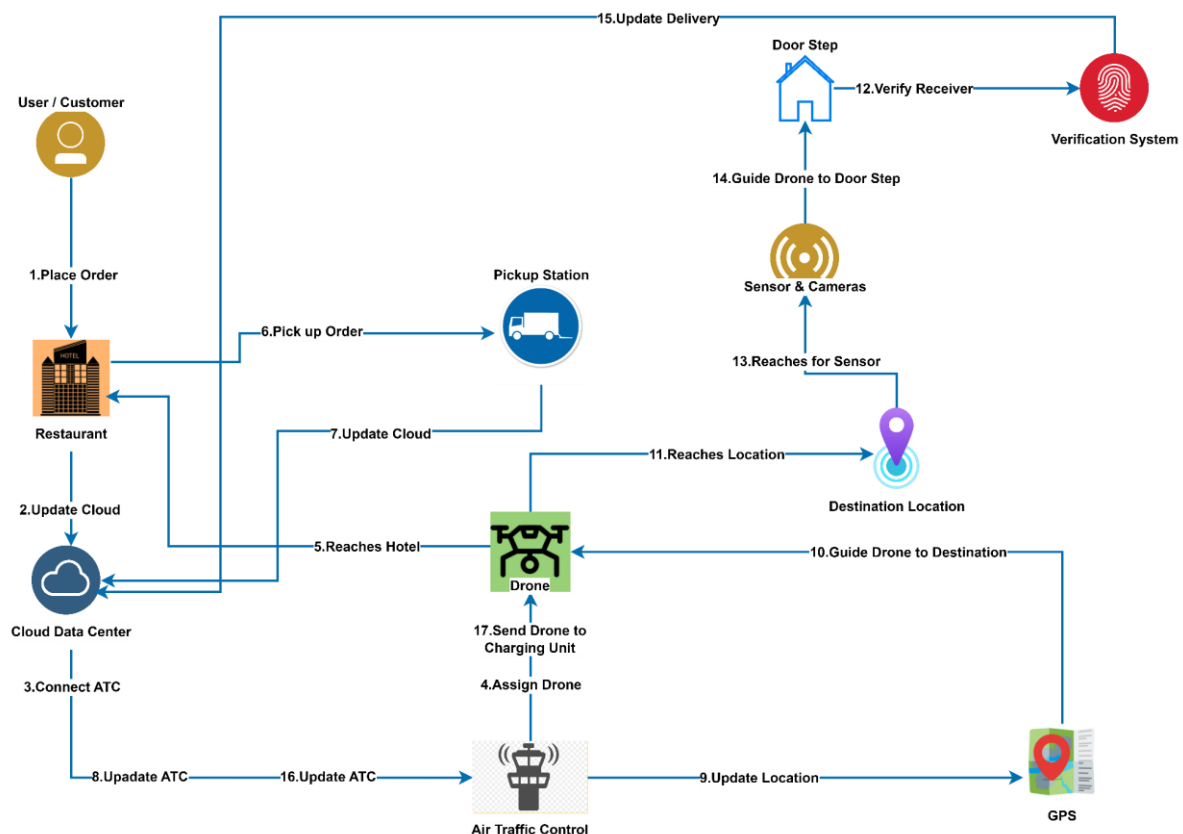 15.Update Delivery
Door Step
12.Verify Receiver
Verification System
User / Customer
14.Guide Drone to Door Step
1.Place Order
Pickup Station
Sensor & Cameras
6.Pick up Order
HOTEL
13.Reaches for Sensor
Restaurant
7.Update Cloud
11.Reaches Location
Destination Location
2.Update Cloud
5.Reaches Hotel
10.Guide Drone to Destination
Drone
Cloud Data Center
17.Send Drone to
Charging Unit
3.Connect ATC
4.Assign Drone
8.Upadate ATC
16.Update ATC
9.Update Location
GPS
Air Traffic Control